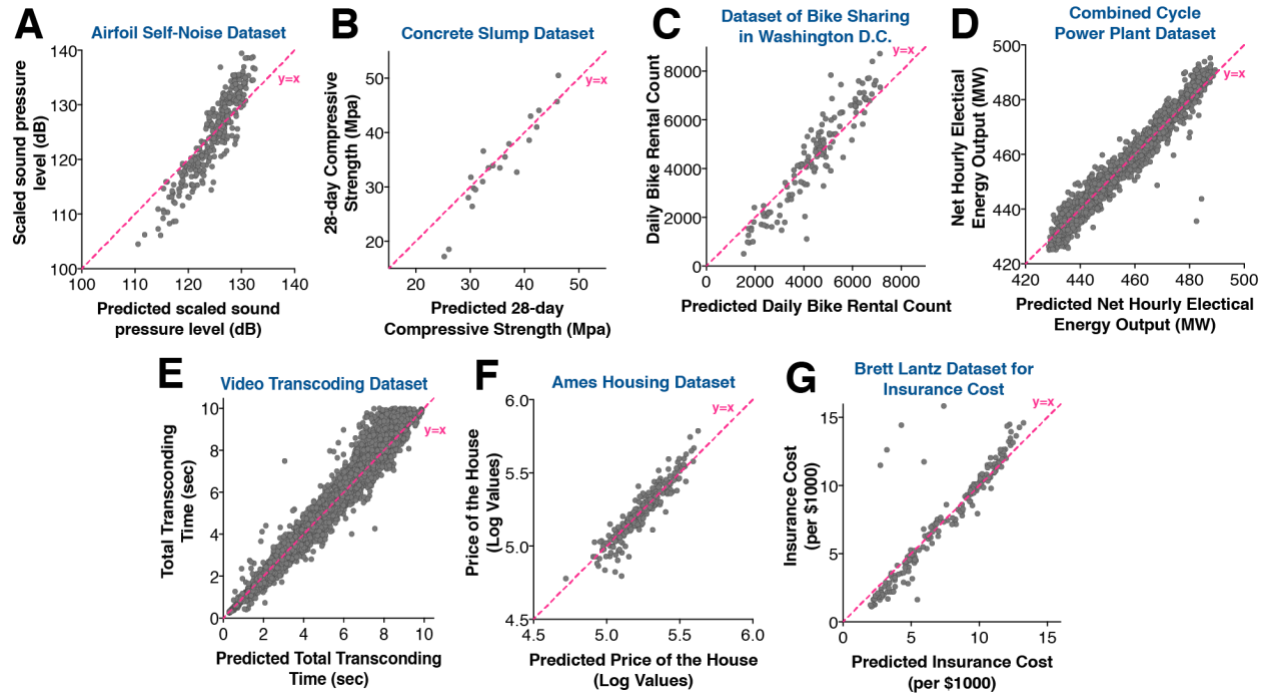 A
Airfoil Self-Noise Dataset
Scaled sound pressure
level (dB)
140
130
120
110
100
100
110
120
130
140
y=x
Predicted scaled sound
pressure level (dB)
B
Concrete Slump Dataset
28-day Compressive
Strength (Mpa)
50
40
30
20
20
30
40
50
y=x
Predicted 28-day
Compressive Strength (Mpa)
C
Dataset of Bike Sharing
in Washington D.C.
Daily Bike Rental Count
8000
6000
4000
2000
0
0
2000
4000
6000
8000
y=x
Predicted Daily Bike Rental Count
D
Combined Cycle
Power Plant Dataset
Net Hourly Electical
Energy Output (MW)
500
480
460
440
420
420
440
460
480
500
y=x
Predicted Net Hourly Electical
Energy Output (MW)
E
Video Transcoding Dataset
Total Transconding
Time (sec)
10
8
6
4
2
0
0
2
4
6
8
10
y=x
Predicted Total Transconding
Time (sec)
F
Ames Housing Dataset
Price of the House
(Log Values)
6.0
5.5
5.0
4.5
4.5
5.0
5.5
6.0
y=x
Predicted Price of the House
(Log Values)
G
Brett Lantz Dataset for
Insurance Cost
Insurance Cost
(per $1000)
15
10
5
0
0
5
10
15
y=x
Predicted Insurance Cost
(per $1000)